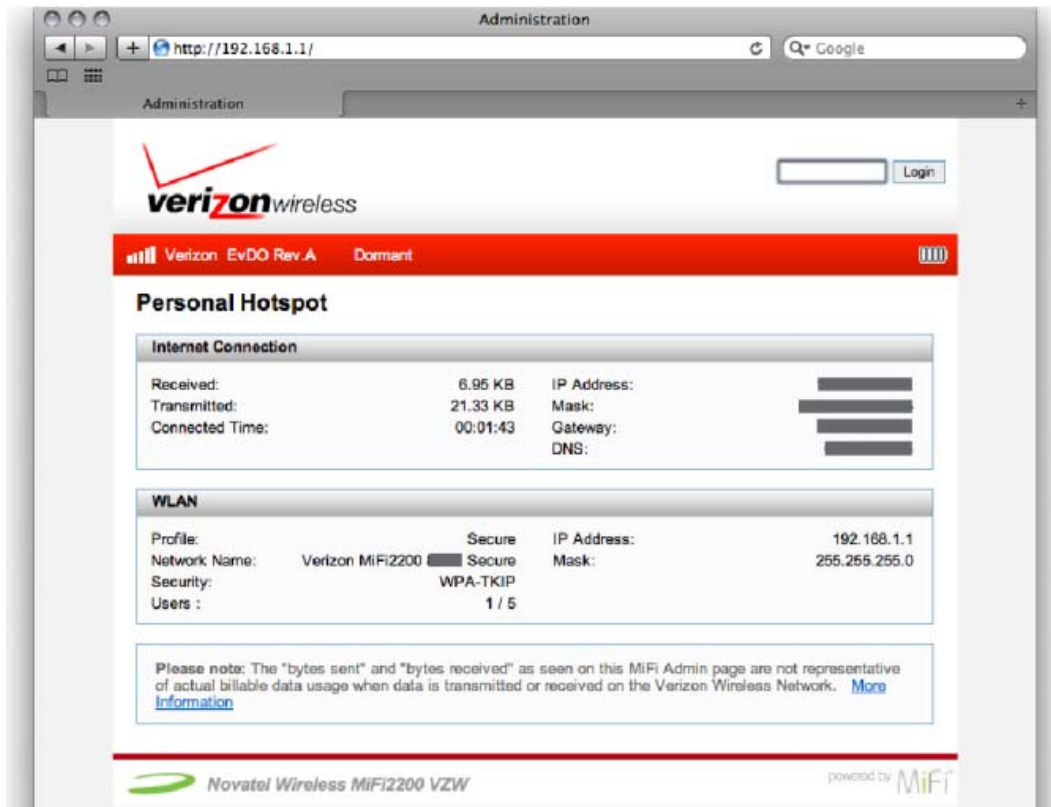 Administration
http://192.168.1.1/
Google
Administration
verizonwireless
Login
Verizon EvDO Rev.A Dormant
Personal Hotspot
Internet Connection
Received: 6.95 KB IP Address:
Transmitted: 21.33 KB Mask:
Connected Time: 00:01:43 Gateway:
DNS:
WLAN
Profile: Secure IP Address: 192.168.1.1
Network Name: Verizon MiFi2200 Secure Mask: 255.255.255.0
Security: WPA-TKIP
Users : 1 / 5
Please note: The "bytes sent" and "bytes received" as seen on this MiFi Admin page are not representative
of actual billable data usage when data is transmitted or received on the Verizon Wireless Network. More
Information
Novatel Wireless MiFi2200 VZW
powered by MiFi